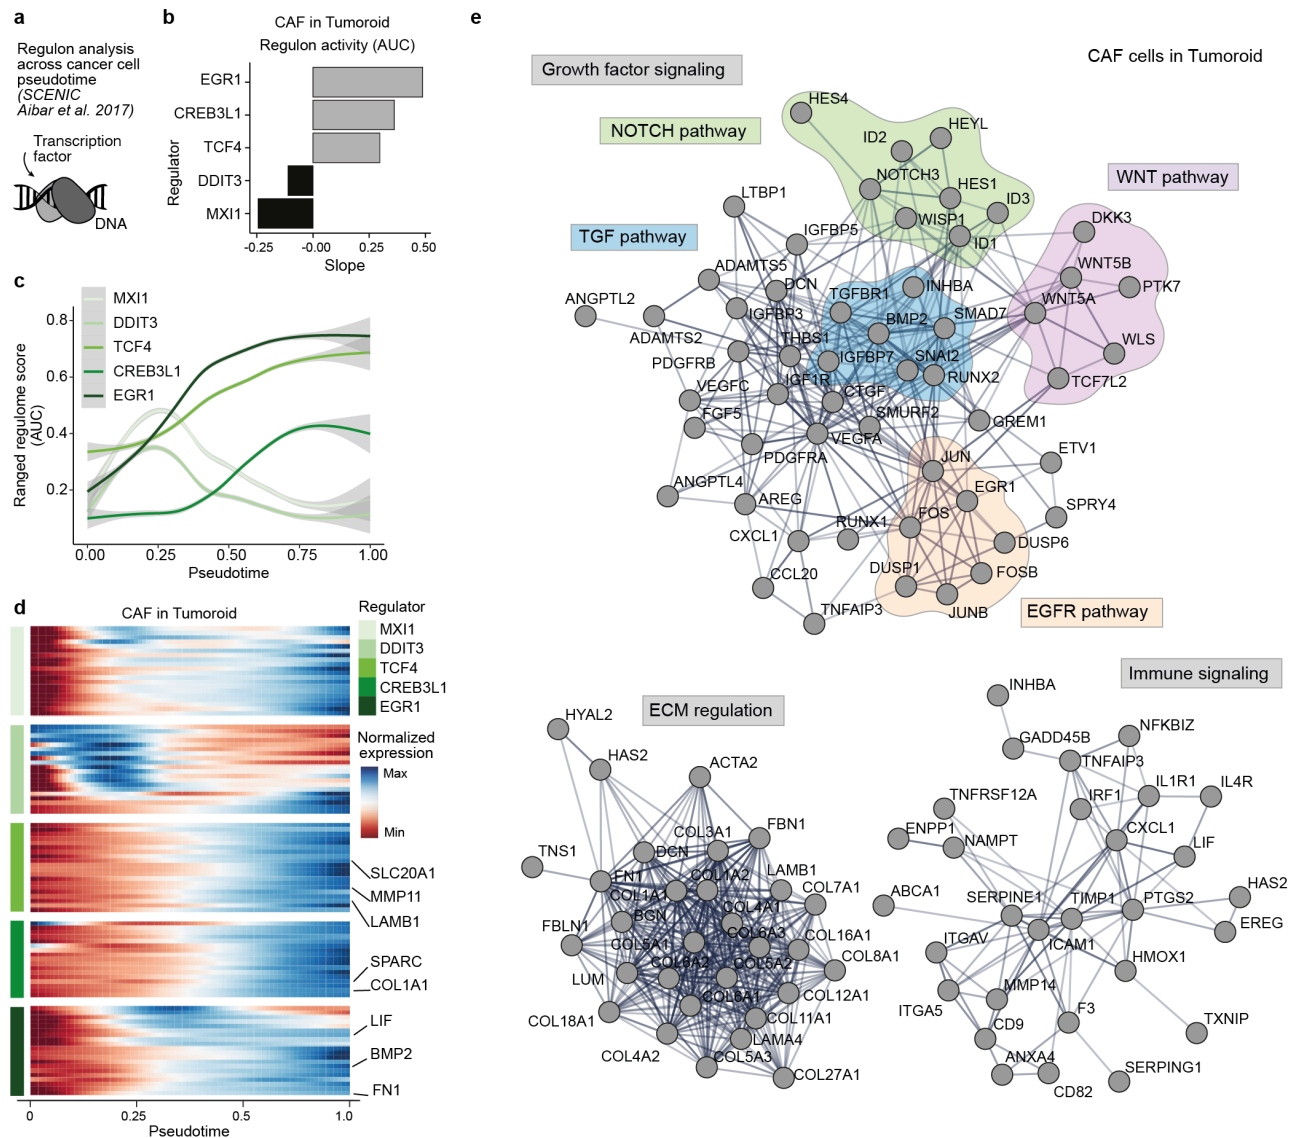 a
Regulon analysis
across cancer cell
pseudotime
(SCENIC
Aibar et al. 2017)
Transcription
factor
DNA
b
CAF in Tumoroid
Regulon activity (AUC)
Regulator
EGR1
CREB3L1
TCF4
DDIT3
MXI1
-0.25
-0.00
0.25
0.50
Slope
c
MXI1
DDIT3
TCF4
CREB3L1
EGR1
Ranged regulome score
(AUC)
0.8
0.6
0.4
0.2
0.00
0.25
0.50
0.75
1.00
Pseudotime
d
CAF in Tumoroid
Regulator
MXI1
DDIT3
TCF4
CREB3L1
EGR1
Normalized
expression
Max
Min
SLC20A1
MMP11
LAMB1
SPARC
COL1A1
LIF
BMP2
FN1
0
0.25
0.5
1.0
Pseudotime
e
CAF cells in Tumoroid
Growth factor signaling
NOTCH pathway
WNT pathway
TGF pathway
EGFR pathway
HES4
HEYL
ID2
NOTCH3
HES1
ID3
WISP1
ID1
LTBP1
IGFBP5
DKK3
WNT5B
PTK7
WNT5A
WLS
TCF7L2
ADAMTS5
DCN
TGFBR1
INHBA
ANGPTL2
IGFBP3
BMP2
SMAD7
ADAMTS2
THBS1
IGFBP7
SNAI2
PDGFRB
RUNX2
IGF1R
VEGFC
CTGF
FGF5
SMURF2
GREM1
VEGFA
PDGFRA
JUN
ETV1
ANGPTL4
EGR1
AREG
SPRY4
FOS
RUNX1
CXCL1
DUSP6
DUSP1
FOSB
CCL20
JUNB
TNFAIP3
ECM regulation
HYAL2
HAS2
ACTA2
FBN1
COL3A1
DCN
TNS1
FN1
COL1A2
LAMB1
COL1A1
COL7A1
COL4A1
BGN
FBLN1
COL5A1
COL6A3
COL16A1
COL6A2
COL5A2
COL8A1
LUM
COL6A1
COL12A1
COL18A1
COL11A1
LAMA4
COL4A2
COL5A3
COL27A1
Immune signaling
INHBA
NFKBIZ
GADD45B
TNFAIP3
IL1R1
IL4R
TNFRSF12A
IRF1
ENPP1
CXCL1
NAMPT
LIF
ABCA1
SERPINE1
TIMP1
PTGS2
HAS2
EREG
ITGAV
ICAM1
HMOX1
MMP14
ITGA5
F3
CD9
TXNIP
ANXA4
SERPING1
CD82